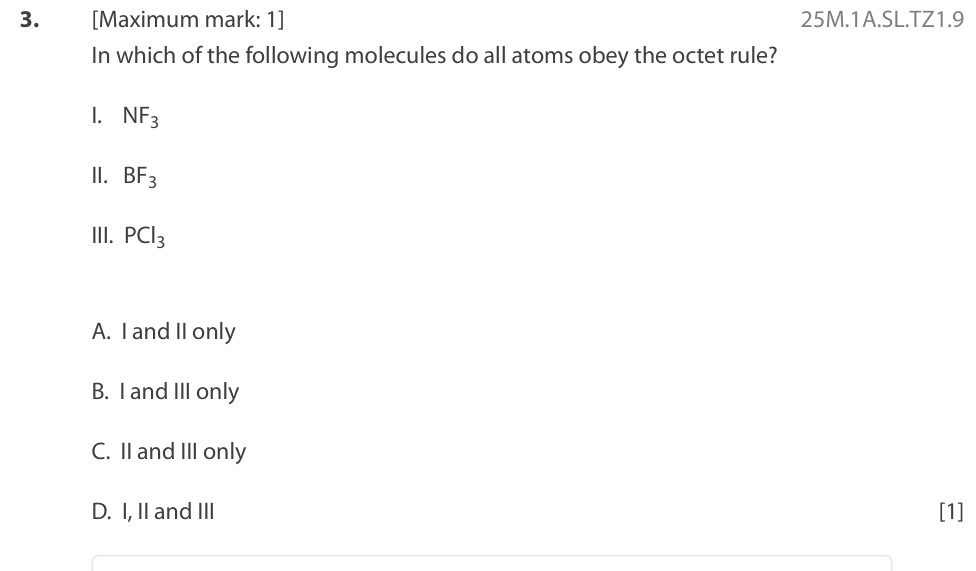 3. [Maximum mark: 1] 25M.1A.SL.TZ1.9
In which of the following molecules do all atoms obey the octet rule?
I. NF₃
II. BF₃
III. PCl₃
A. I and II only
B. I and III only
C. II and III only
D. I, II and III [1]